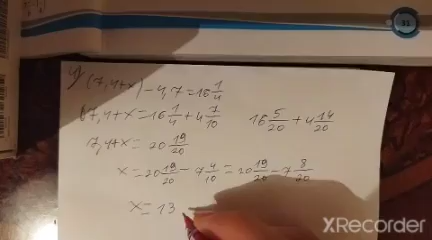 (7,4+x)-4,7=16 1/4
7,4+x=16 1/4+4 7/10 16 5/20+4 14/20
7,4+x= 20 19/20
x=20 19/20-7 4/10=20 19/20-7 8/20
x=13
33
XRecorder